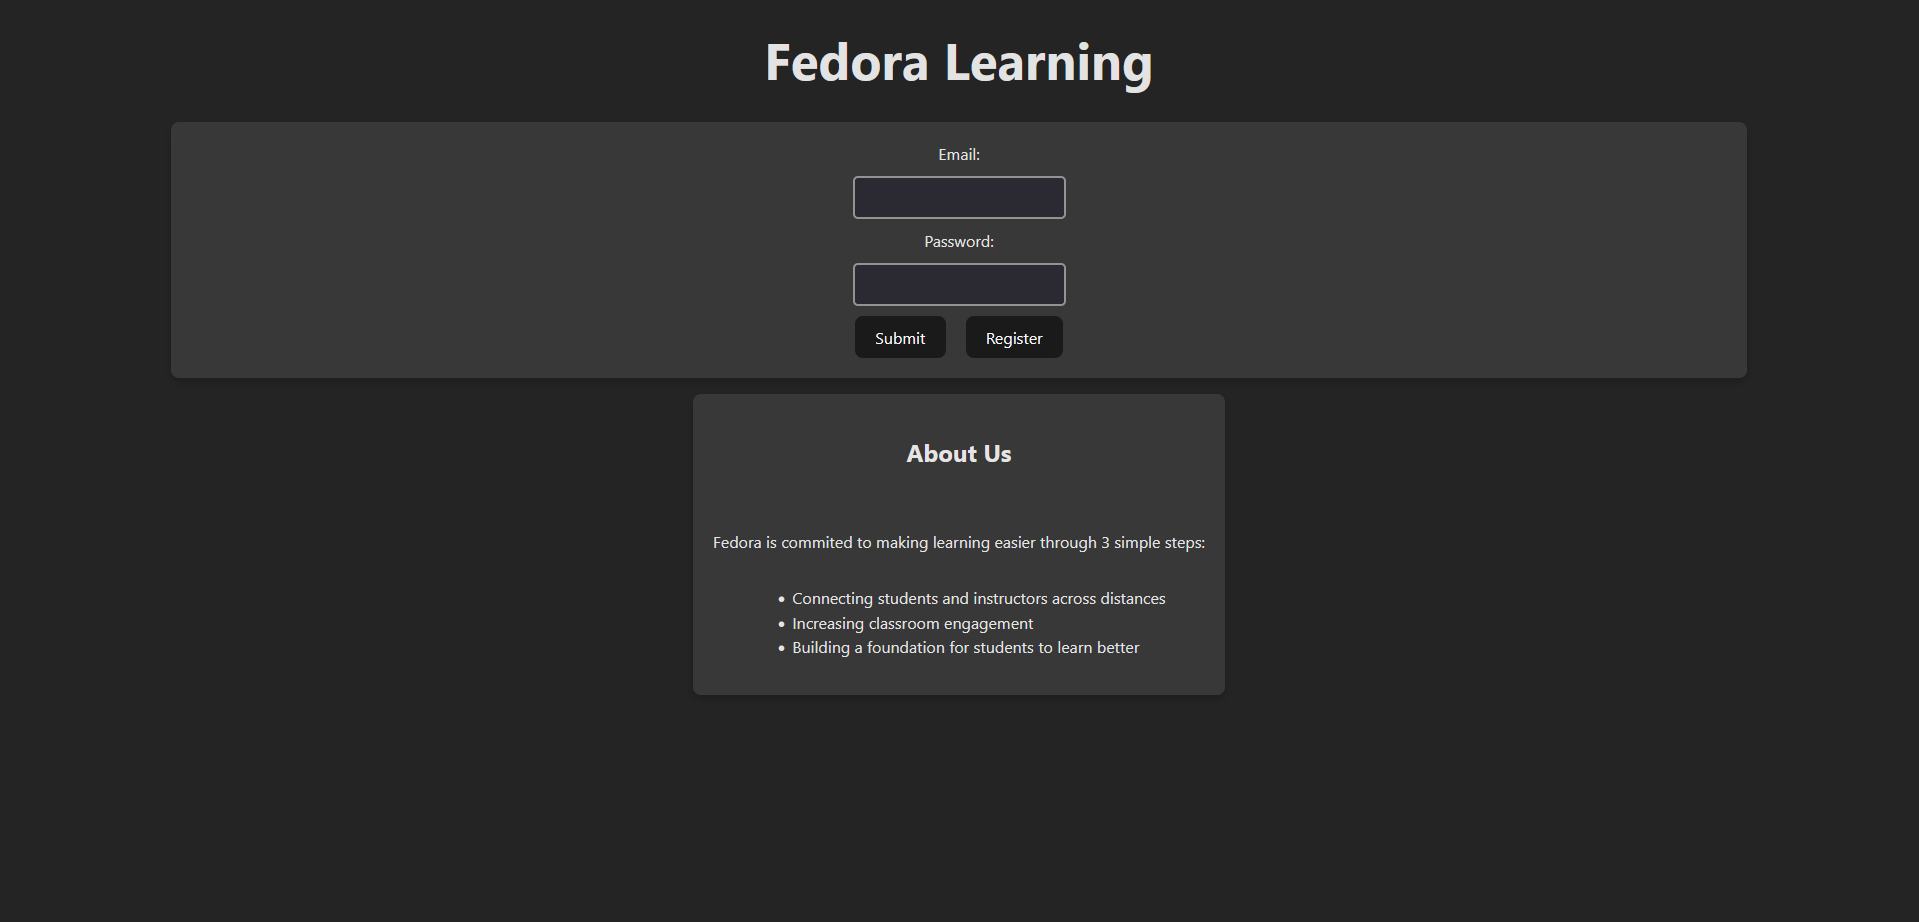 Fedora Learning
Email:
Password:
Submit Register
About Us
Fedora is commited to making learning easier through 3 simple steps:
• Connecting students and instructors across distances
• Increasing classroom engagement
• Building a foundation for students to learn better